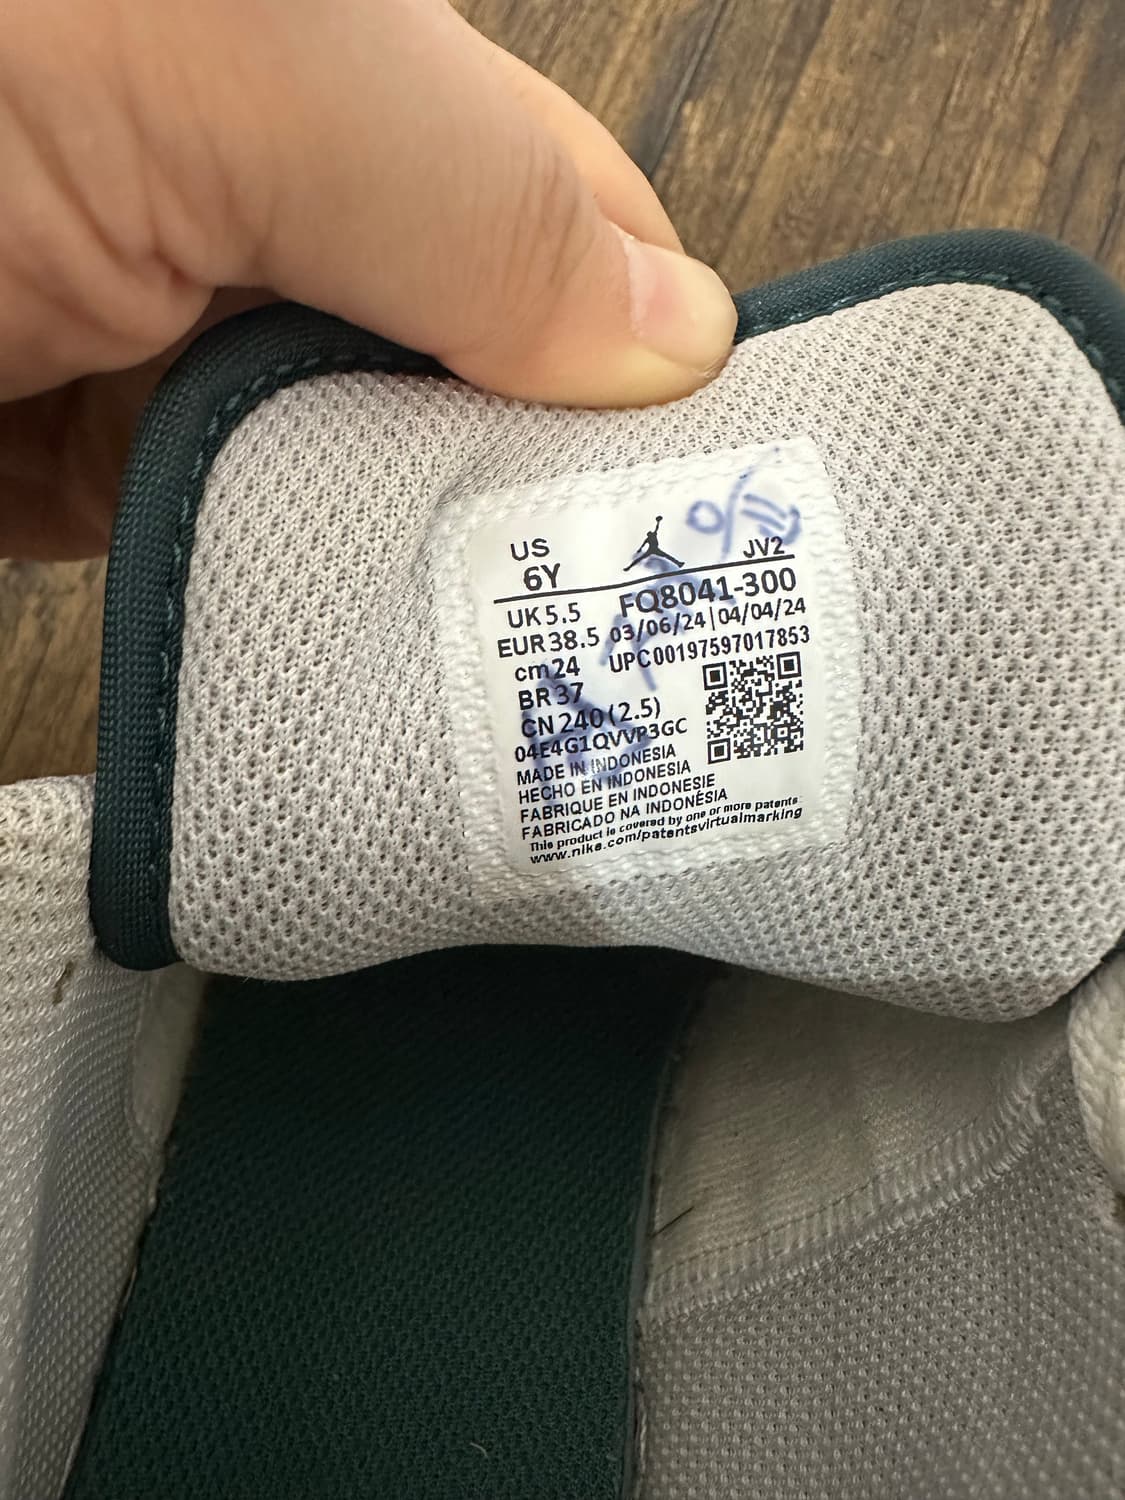 US
6Y
JV2
UK 5.5
FQ8041-300
EUR 38.5
03/06/24|04/04/24
cm 24
UPC00197597017853
BR 37
CN 240 (2.5)
04E4G1QVVP3GC
MADE IN INDONESIA
HECHO EN INDONESIA
FABRIQUE EN INDONESIE
FABRICADO NA INDONÉSIA
This product is covered by one or more patents:
www.nike.com/patentsvirtualmarking